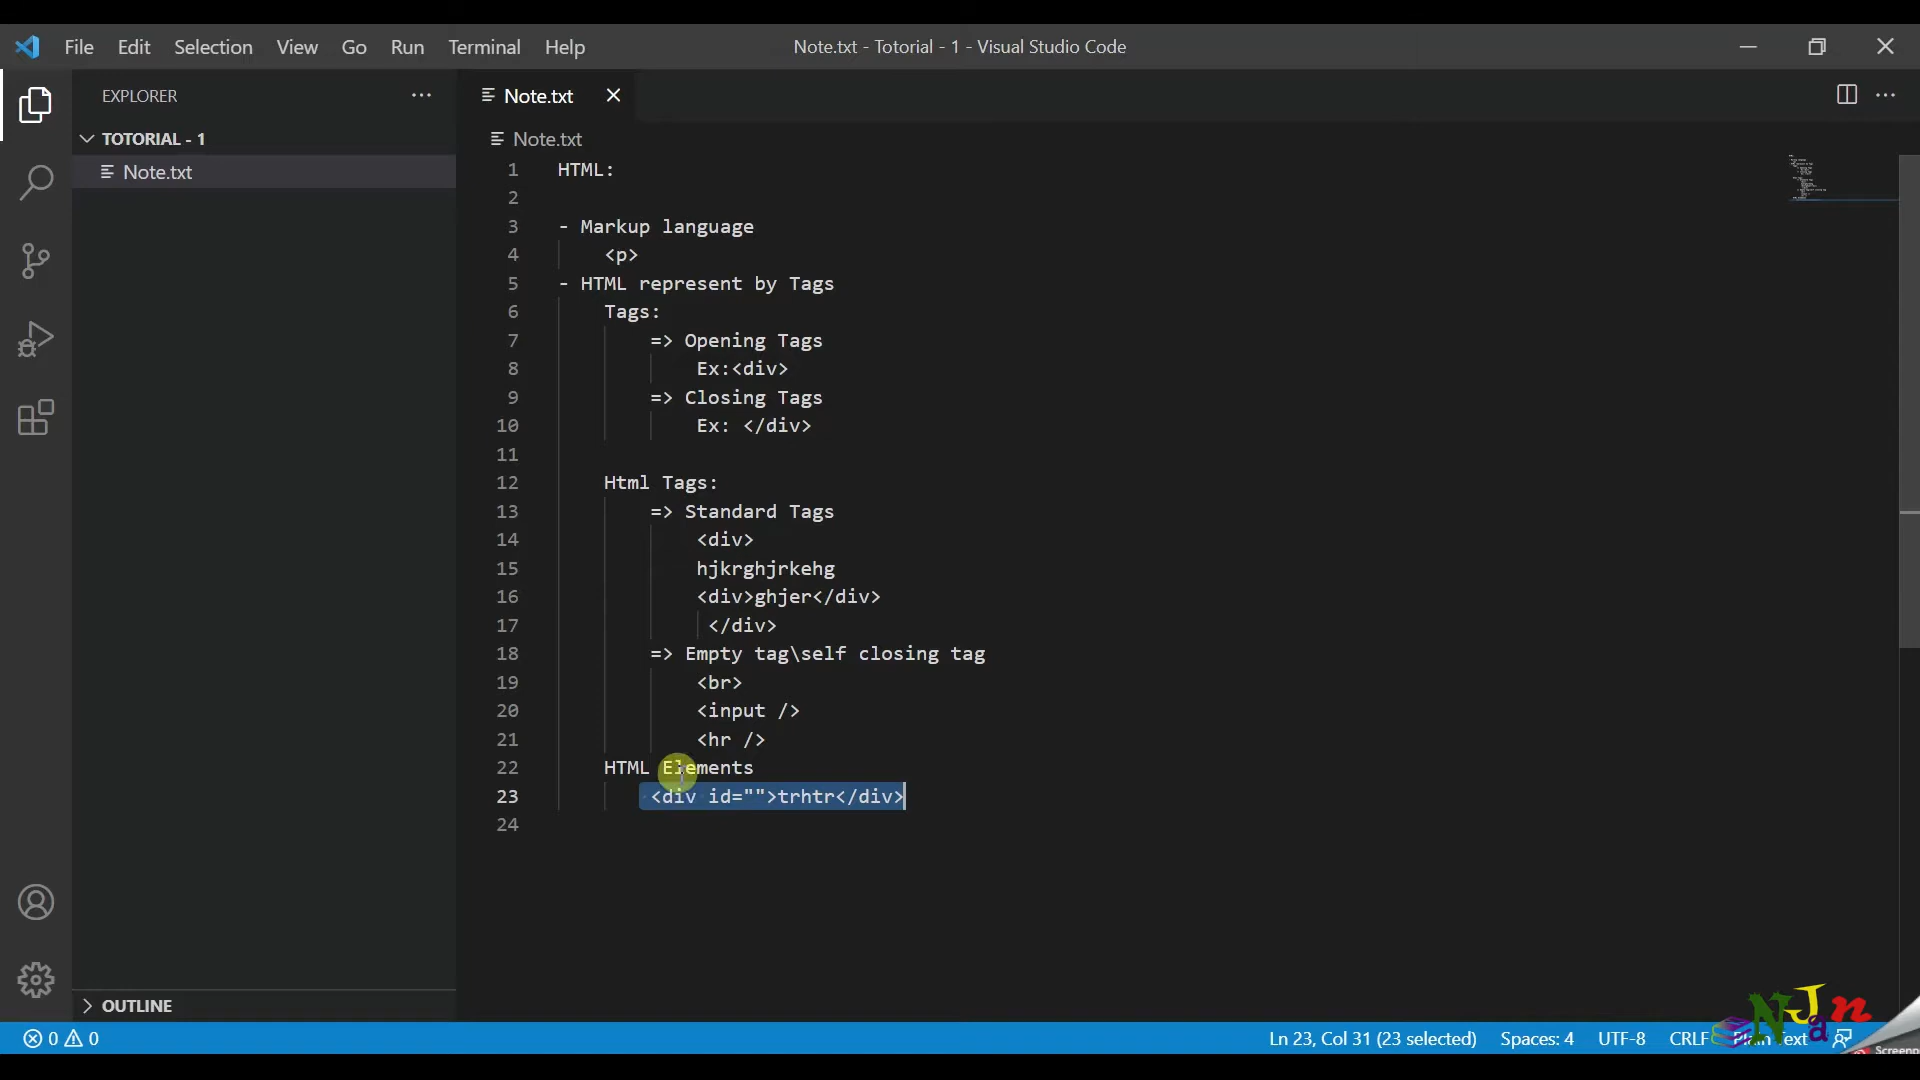 File Edit Selection View Go Run Terminal Help
Note.txt - Totorial - 1 - Visual Studio Code
EXPLORER
TOTORIAL - 1
Note.txt
OUTLINE
Note.txt
Note.txt
1 HTML:
2
3 - Markup language
4 <p>
5 - HTML represent by Tags
6 Tags:
7 => Opening Tags
8 Ex:<div>
9 => Closing Tags
10 Ex: </div>
11
12 Html Tags:
13 => Standard Tags
14 <div>
15 hjkrghjrkehg
16 <div>ghjer</div>
17 </div>
18 => Empty tag\self closing tag
19 <br>
20 <input />
21 <hr />
22 HTML Elements
23 <div id="">trhtr</div>
24
0 0
Ln 23, Col 31 (23 selected) Spaces: 4 UTF-8 CRLF Plain Text
NJan